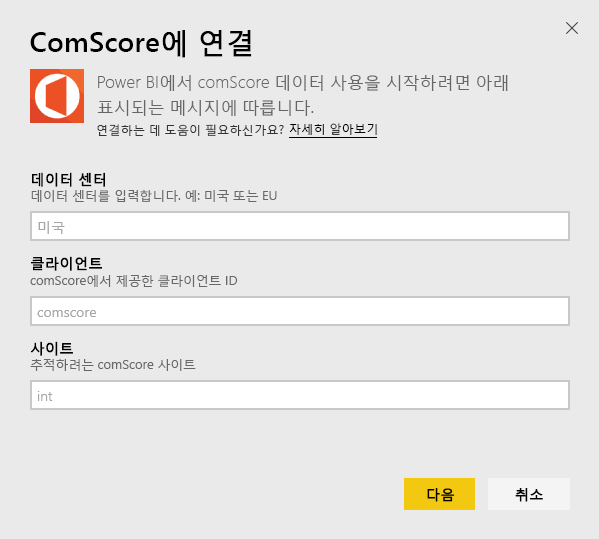 ComScore에 연결
Power BI에서 comScore 데이터 사용을 시작하려면 아래
표시되는 메시지에 따릅니다.
연결하는 데 도움이 필요하신가요? 자세히 알아보기
데이터 센터
데이터 센터를 입력합니다. 예: 미국 또는 EU
미국
클라이언트
comScore에서 제공한 클라이언트 ID
comscore
사이트
추적하려는 comScore 사이트
int
다음 취소